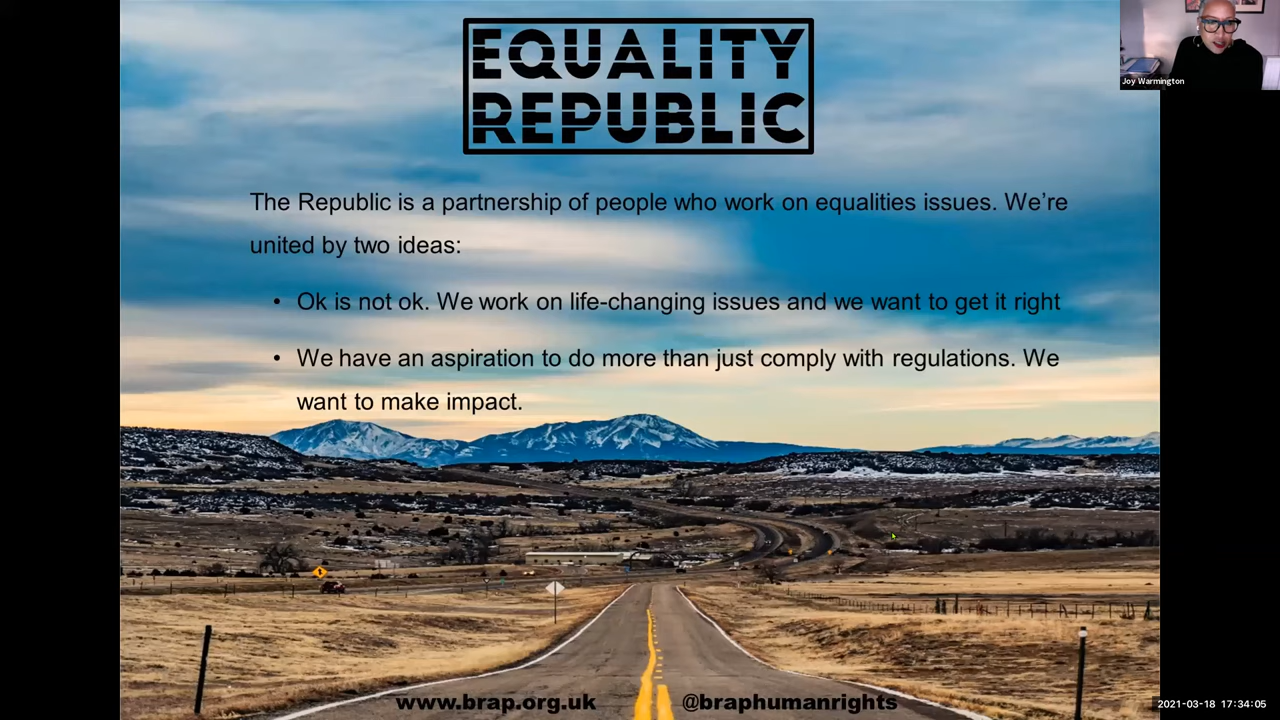 EQUALITY
REPUBLIC
Joy Warmington
The Republic is a partnership of people who work on equalities issues. We’re
united by two ideas:
• Ok is not ok. We work on life-changing issues and we want to get it right
• We have an aspiration to do more than just comply with regulations. We
want to make impact.
www.brap.org.uk @braphumanrights
2021-03-18 17:34:05